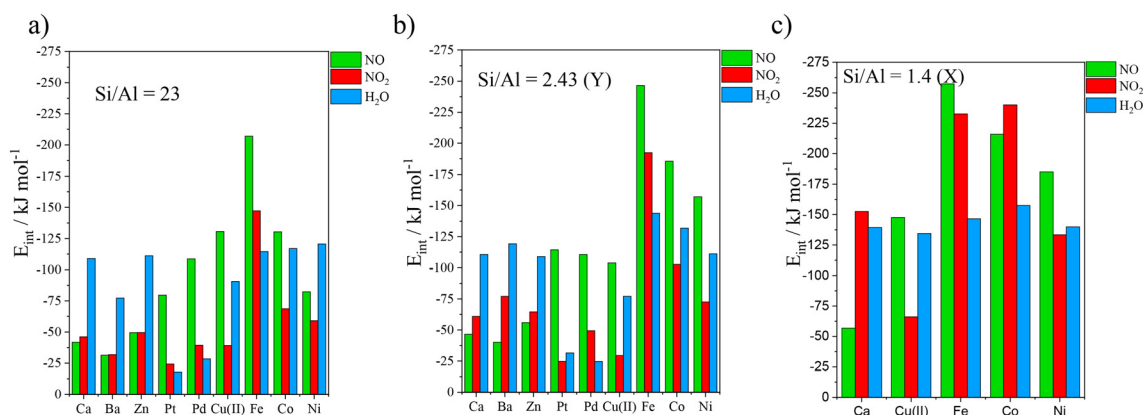 a)
Si/Al = 23
NO
NO₂
H₂O
E_int / kJ mol⁻¹
-275
-250
-225
-200
-175
-150
-125
-100
-75
-50
-25
0
Ca Ba Zn Pt Pd Cu(II) Fe Co Ni
b)
Si/Al = 2.43 (Y)
NO
NO₂
H₂O
E_int / kJ mol⁻¹
-275
-250
-225
-200
-175
-150
-125
-100
-75
-50
-25
0
Ca Ba Zn Pt Pd Cu(II) Fe Co Ni
c)
Si/Al = 1.4 (X)
NO
NO₂
H₂O
E_int / kJ mol⁻¹
-275
-250
-225
-200
-175
-150
-125
-100
-75
-50
-25
0
Ca Cu(II) Fe Co Ni